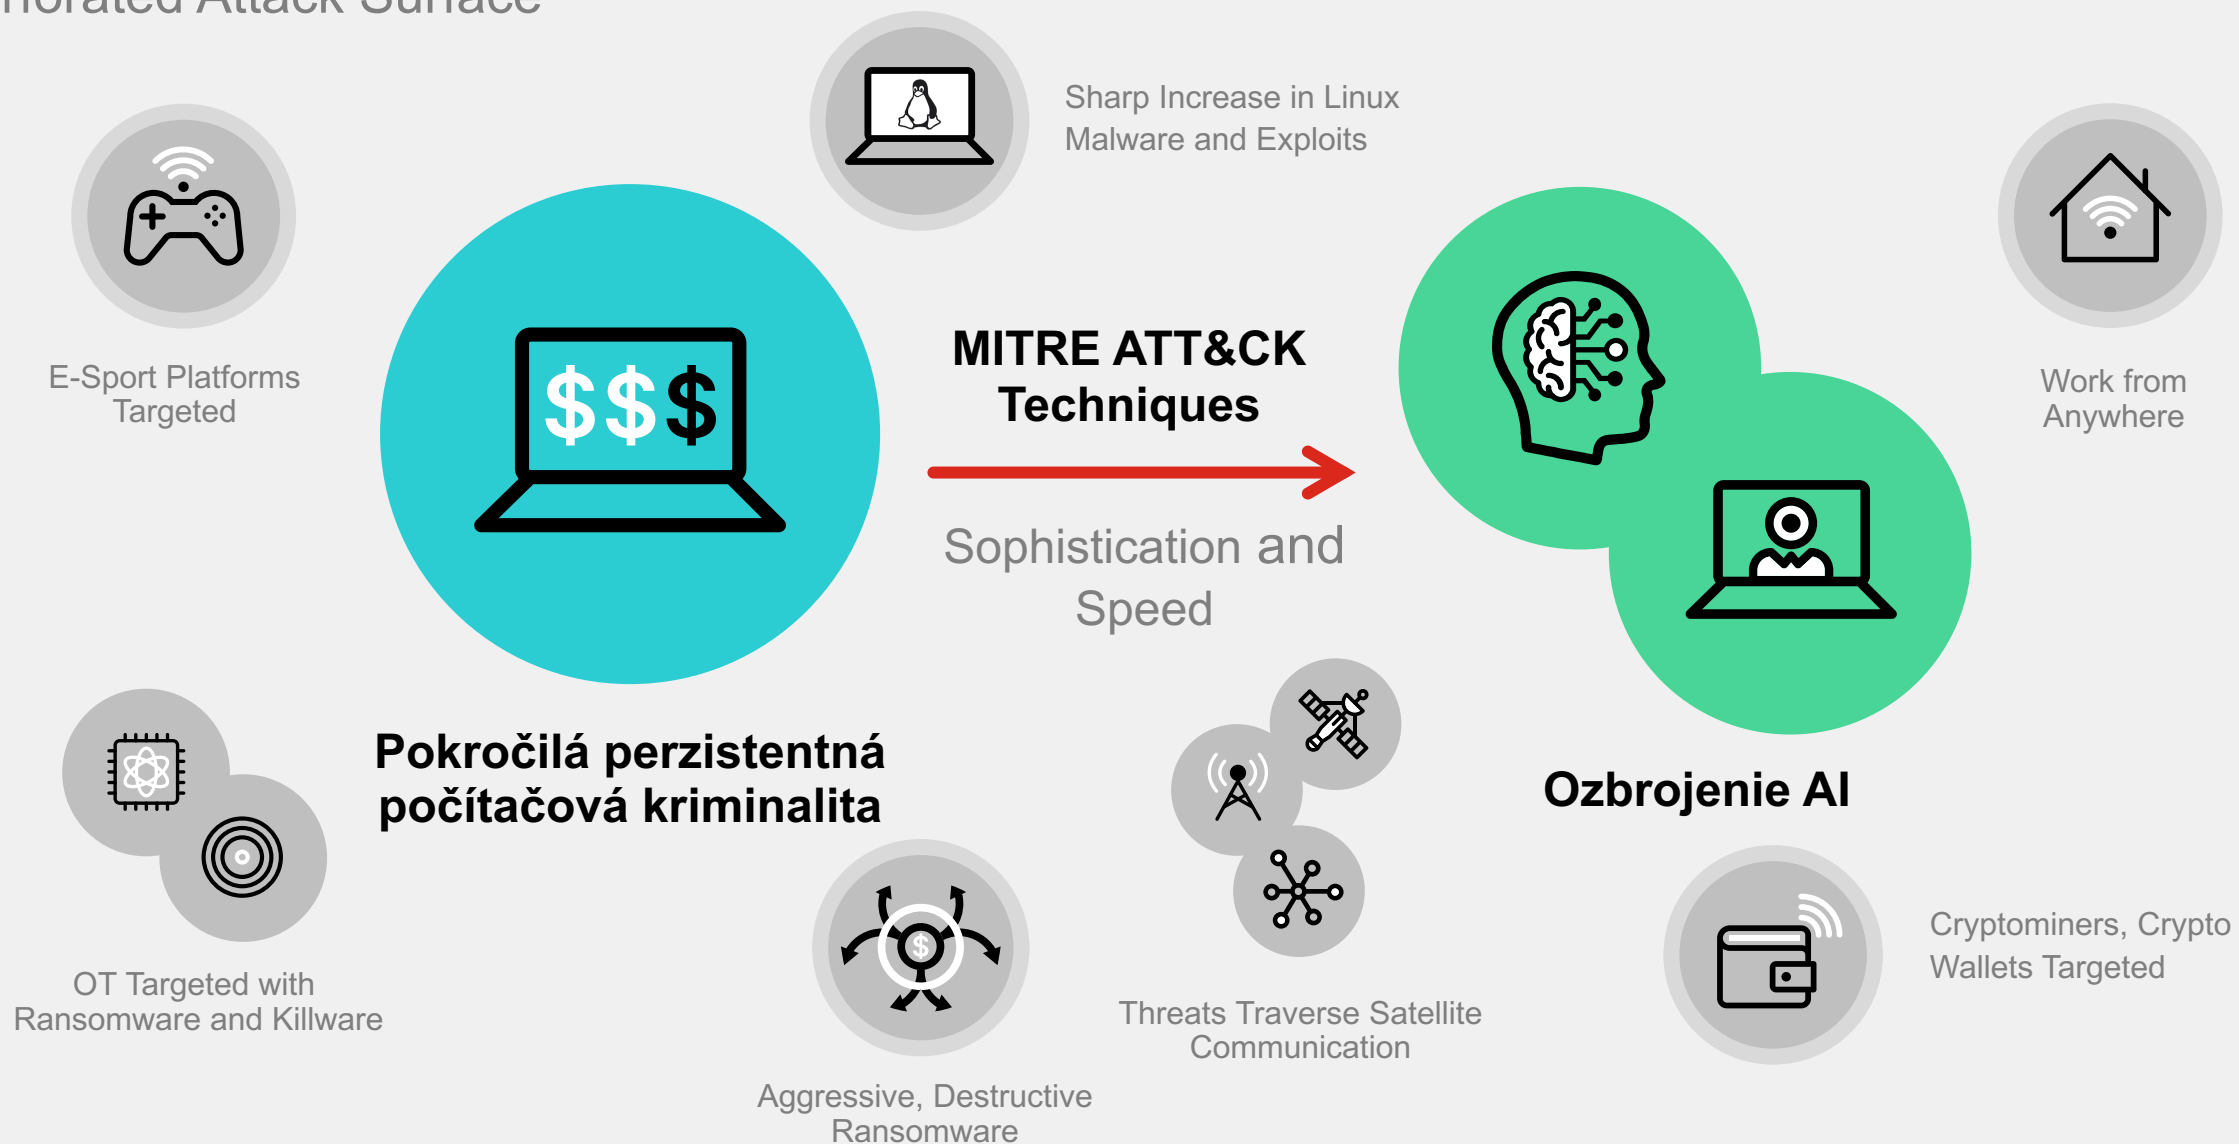 Attack Surface
Sharp Increase in Linux
Malware and Exploits
E-Sport Platforms
Targeted
$$$
MITRE ATT&CK
Techniques
Work from
Anywhere
Sophistication and
Speed
Pokročilá perzistentná
počítačová kriminalita
Ozbrojenie AI
OT Targeted with
Ransomware and Killware
$
Threats Traverse Satellite
Communication
Cryptominers, Crypto
Wallets Targeted
Aggressive, Destructive
Ransomware